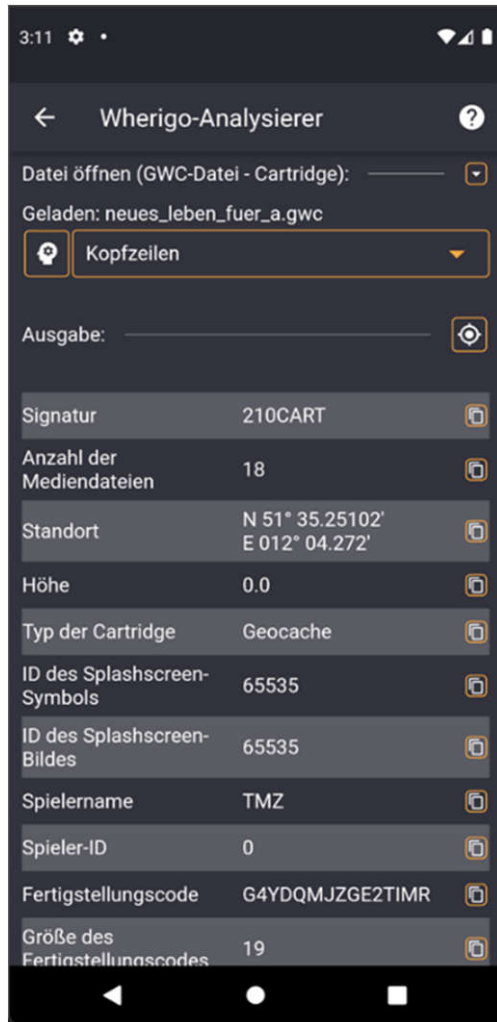 3:11
Wherigo-Analysierer
Datei öffnen (GWC-Datei - Cartridge):
Geladen: neues_leben_fuer_a.gwc
Kopfzeilen
Ausgabe:
Signatur 210CART
Anzahl der
Mediendateien 18
Standort N 51° 35.25102'
E 012° 04.272'
Höhe 0.0
Typ der Cartridge Geocache
ID des Splashscreen-
Symbols 65535
ID des Splashscreen-
Bildes 65535
Spielername TMZ
Spieler-ID 0
Fertigstellungscode G4YDQMJZGE2TIMR
Größe des
Fertigstellungscodes 19